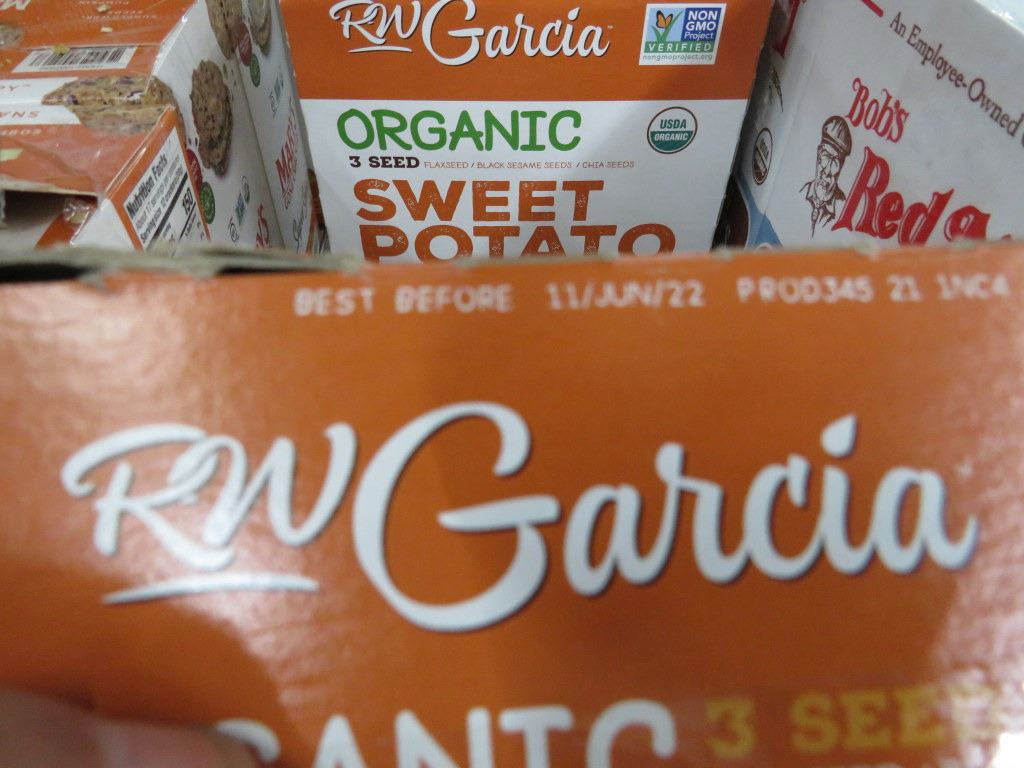 RW Garcia
NON
GMO
Project
VERIFIED
nongmoproject.org
ORGANIC
USDA
ORGANIC
3 SEED FLAXSEED / BLACK SESAME SEEDS / CHIA SEEDS
SWEET
POTATO
An Employee-Owned
Bob's
Red
Nutrition Facts
BEST BEFORE 11/JUN/22 PROD345 21 1NC4
RW Garcia
3 SEE